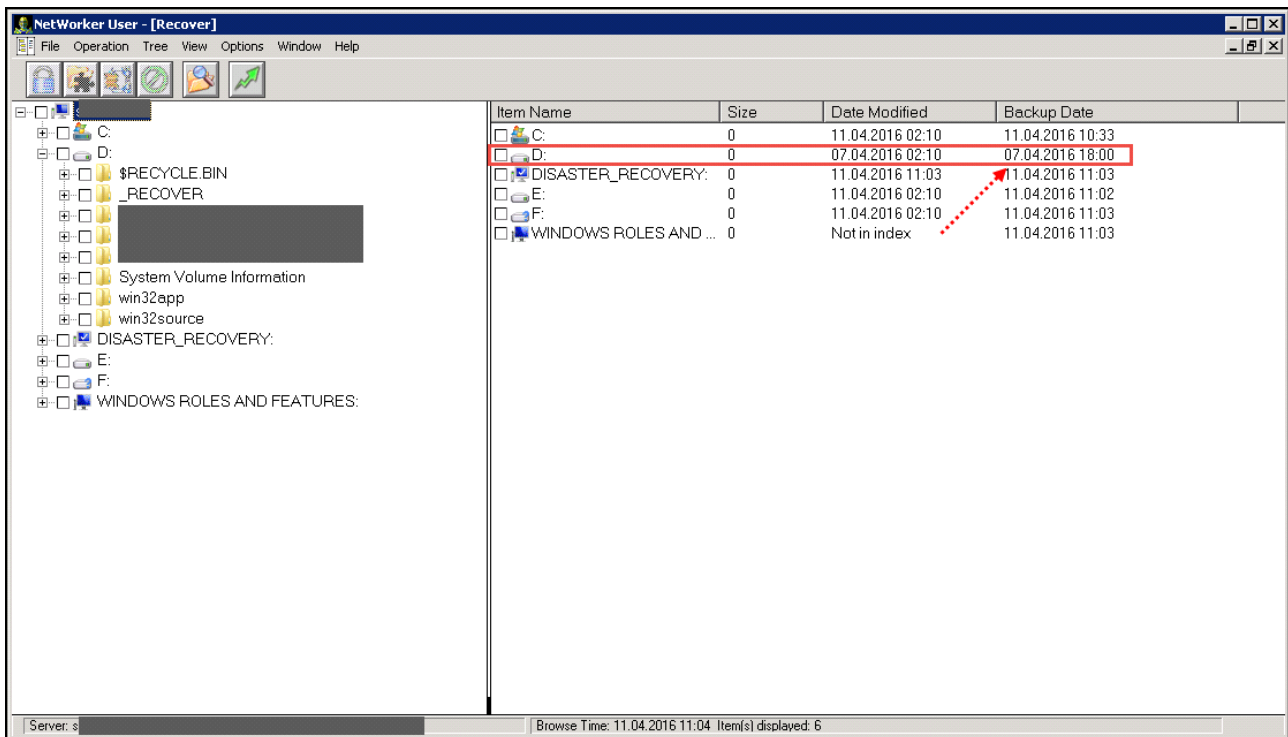 NetWorker User - [Recover]
File Operation Tree View Options Window Help
C:
D:
$RECYCLE.BIN
_RECOVER
System Volume Information
win32app
win32source
DISASTER_RECOVERY:
E:
F:
WINDOWS ROLES AND FEATURES:
Item Name Size Date Modified Backup Date
C: 0 11.04.2016 02:10 11.04.2016 10:33
D: 0 07.04.2016 02:10 07.04.2016 18:00
DISASTER_RECOVERY: 0 11.04.2016 11:03 11.04.2016 11:03
E: 0 11.04.2016 02:10 11.04.2016 11:02
F: 0 11.04.2016 02:10 11.04.2016 11:03
WINDOWS ROLES AND ... 0 Not in index 11.04.2016 11:03
Server: s
Browse Time: 11.04.2016 11:04 Item(s) displayed: 6